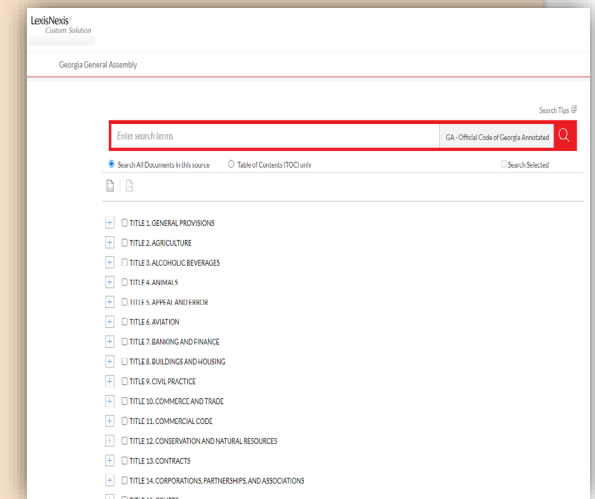 LexisNexis®
Custom Solution
Georgia General Assembly
Search Tips
Enter search terms
GA - Official Code of Georgia Annotated
Search All Documents in this source
Table of Contents (TOC) only
Search Selected
TITLE 1. GENERAL PROVISIONS
TITLE 2. AGRICULTURE
TITLE 3. ALCOHOLIC BEVERAGES
TITLE 4. ANIMALS
TITLE 5. APPEAL AND ERROR
TITLE 6. AVIATION
TITLE 7. BANKING AND FINANCE
TITLE 8. BUILDINGS AND HOUSING
TITLE 9. CIVIL PRACTICE
TITLE 10. COMMERCE AND TRADE
TITLE 11. COMMERCIAL CODE
TITLE 12. CONSERVATION AND NATURAL RESOURCES
TITLE 13. CONTRACTS
TITLE 14. CORPORATIONS, PARTNERSHIPS, AND ASSOCIATIONS
TITLE 15. COURTS